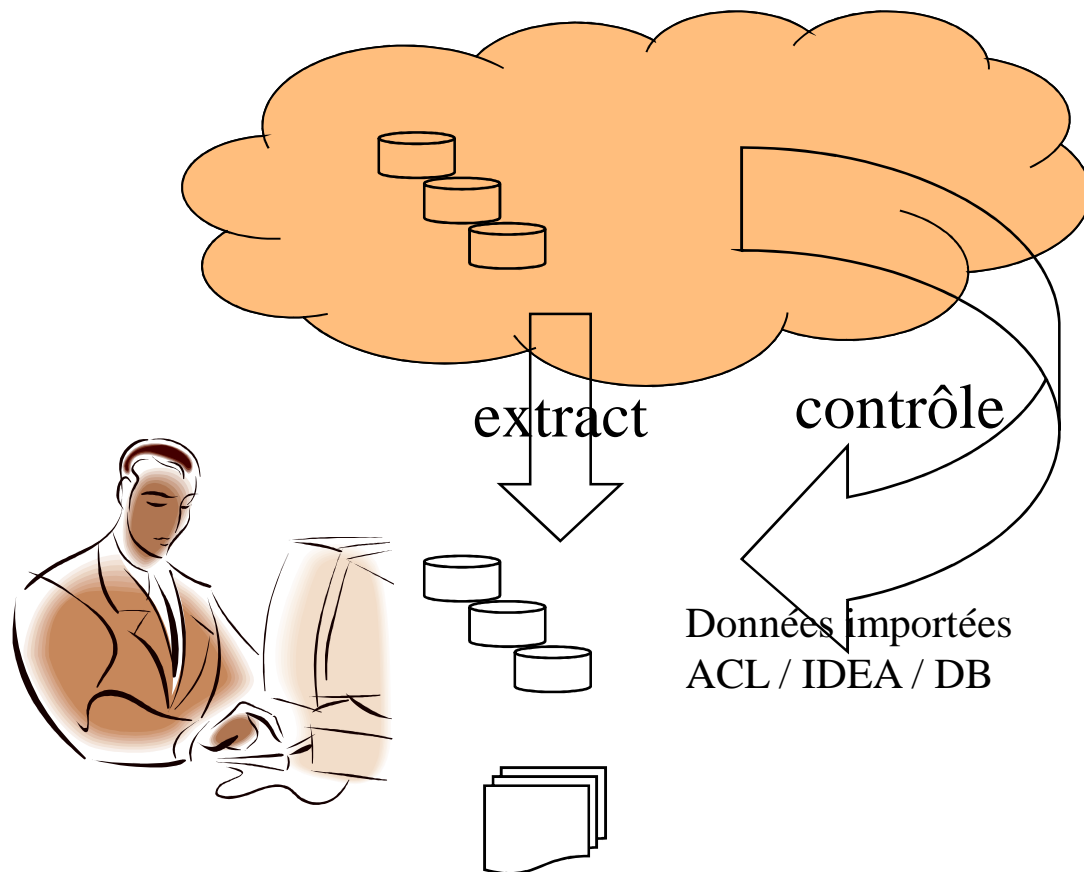 extract
contrôle
Données importées
ACL / IDEA / DB